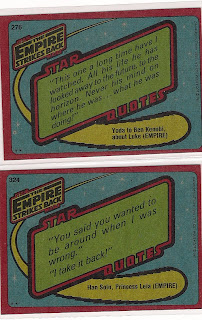 275
THE
EMPIRE
STRIKES BACK
STAR
"This one a long time have I
watched. All his life he has
looked away to the future, to the
horizon. Never his mind on
where he was... what he was
doing!"
QUOTES
Yoda to Ben Kenobi,
about Luke (EMPIRE)
324
THE
EMPIRE
STRIKES BACK
STAR
"You said you wanted to
be around when I was
wrong."
"I take it back!"
QUOTES
Han Solo, Princess Leia (EMPIRE)